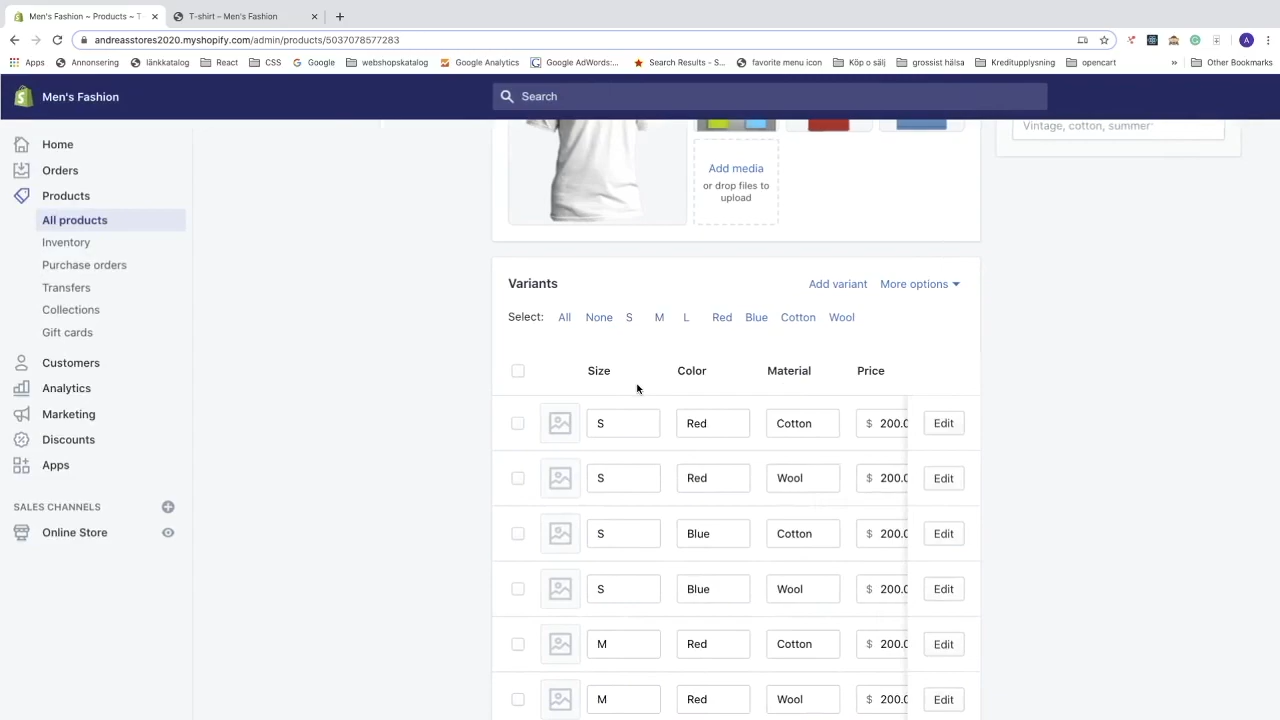 Men's Fashion ~ Products ~ T
T-shirt – Men's Fashion
andreasstores2020.myshopify.com/admin/products/5037078577283
A
Apps
Annonsering
länkkatalog
React
CSS
Google
webshopskatalog
Google Analytics
Google AdWords:...
Search Results - S...
favorite menu icon
Köp o sälj
grossist hälsa
Kreditupplysning
opencart
»
Other Bookmarks
Men's Fashion
Search
Home
Orders
Products
All products
Inventory
Purchase orders
Transfers
Collections
Gift cards
Customers
Analytics
Marketing
Discounts
Apps
SALES CHANNELS
Online Store
Vintage, cotton, summer"
Add media
or drop files to
upload
Variants
Add variant
More options
Select: All None S M L Red Blue Cotton Wool
Size Color Material Price
S Red Cotton $ 200.0 Edit
S Red Wool $ 200.0 Edit
S Blue Cotton $ 200.0 Edit
S Blue Wool $ 200.0 Edit
M Red Cotton $ 200.0 Edit
M Red Wool $ 200.0 Edit